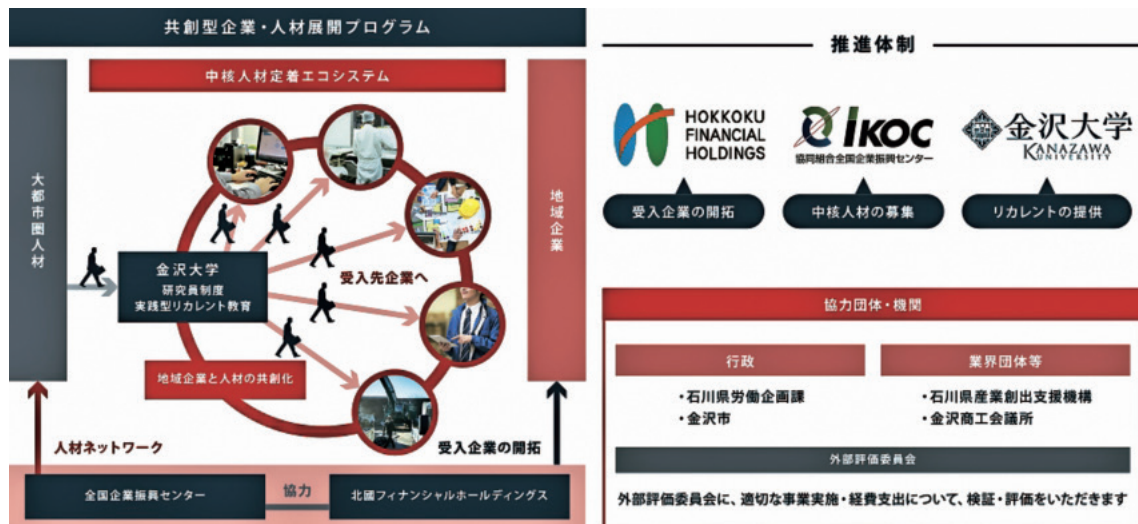 共創型企業・人材展開プログラム
中核人材定着エコシステム
大都市圏人材
地域企業
金沢大学
研究員制度
実践型リカレント教育
受入先企業へ
地域企業と人材の共創化
人材ネットワーク
受入企業の開拓
全国企業振興センター
協力
北國フィナンシャルホールディングス
推進体制
HOKKOKU
FINANCIAL
HOLDINGS
IKOC
協同組合全国企業振興センター
金沢大学
KANAZAWA
UNIVERSITY
受入企業の開拓
中核人材の募集
リカレントの提供
協力団体・機関
行政
・石川県労働企画課
・金沢市
業界団体等
・石川県産業創出支援機構
・金沢商工会議所
外部評価委員会
外部評価委員会に、適切な事業実施・経費支出について、検証・評価をいただきます